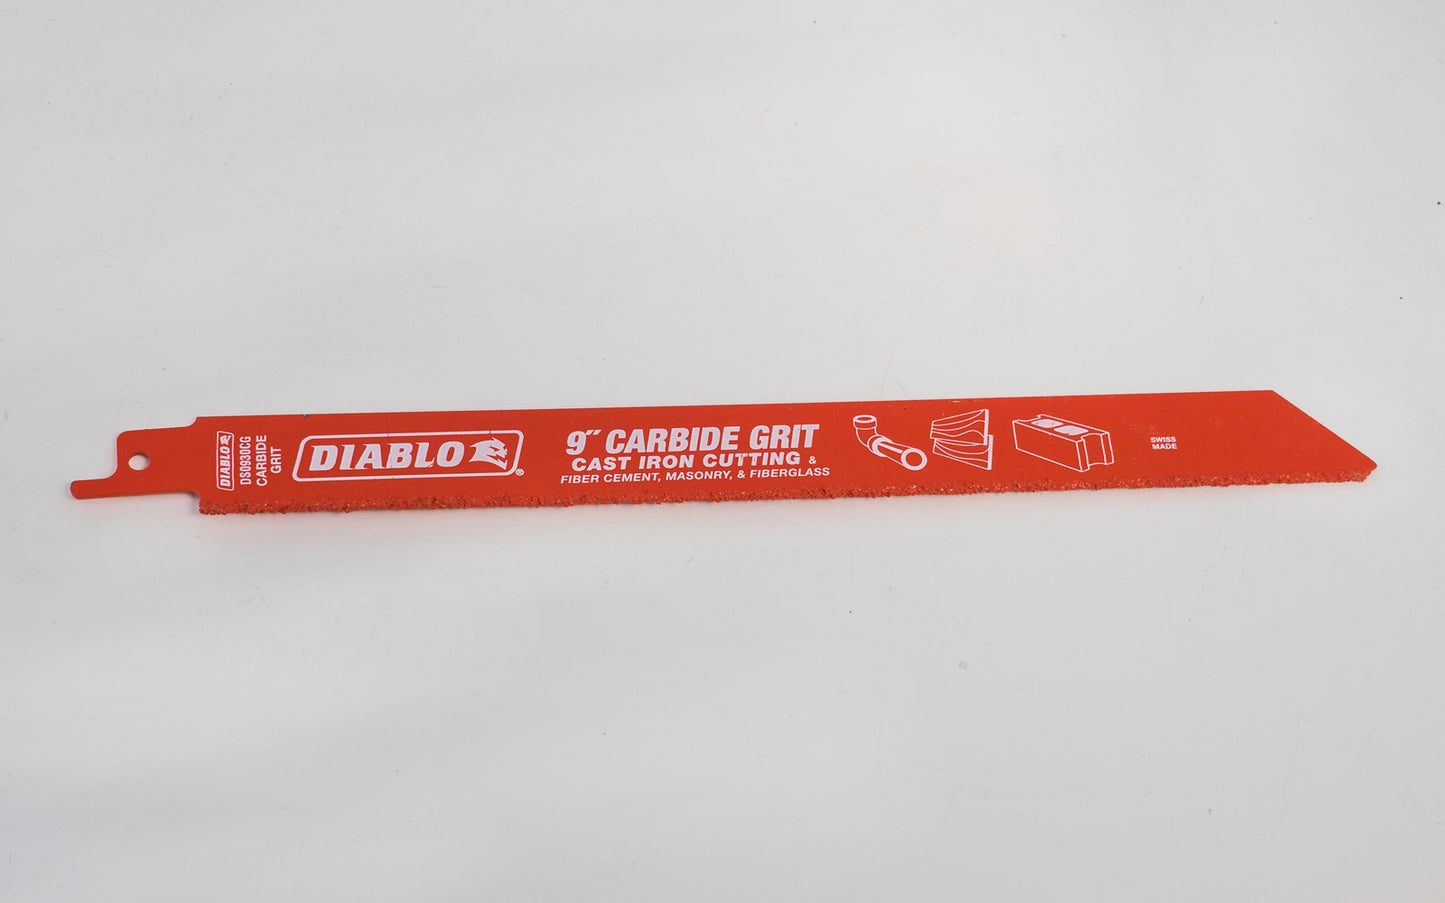 DIABLO
DS0930CG
CARBIDE
GRIT
DIABLO®
9″ CARBIDE GRIT
CAST IRON CUTTING &
FIBER CEMENT, MASONRY, & FIBERGLASS
SWISS
MADE